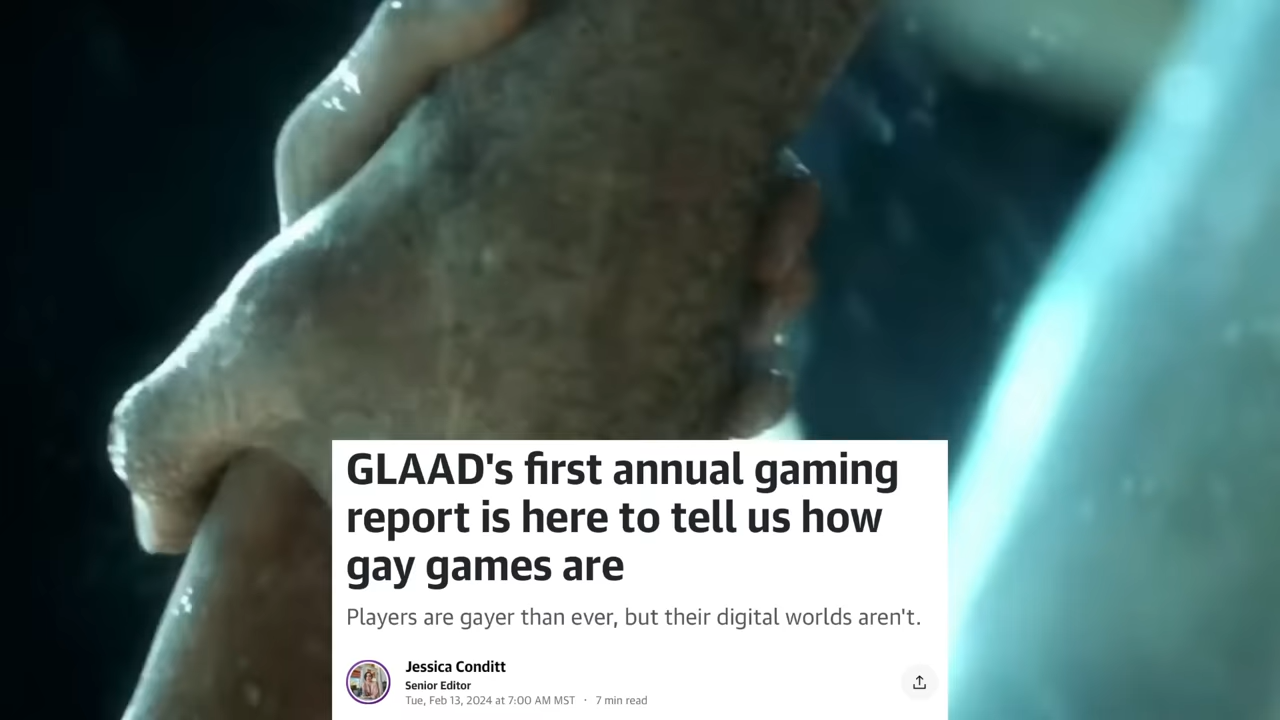 GLAAD's first annual gaming
report is here to tell us how
gay games are
Players are gayer than ever, but their digital worlds aren't.
Jessica Conditt
Senior Editor
Tue, Feb 13, 2024 at 7:00 AM MST · 7 min read